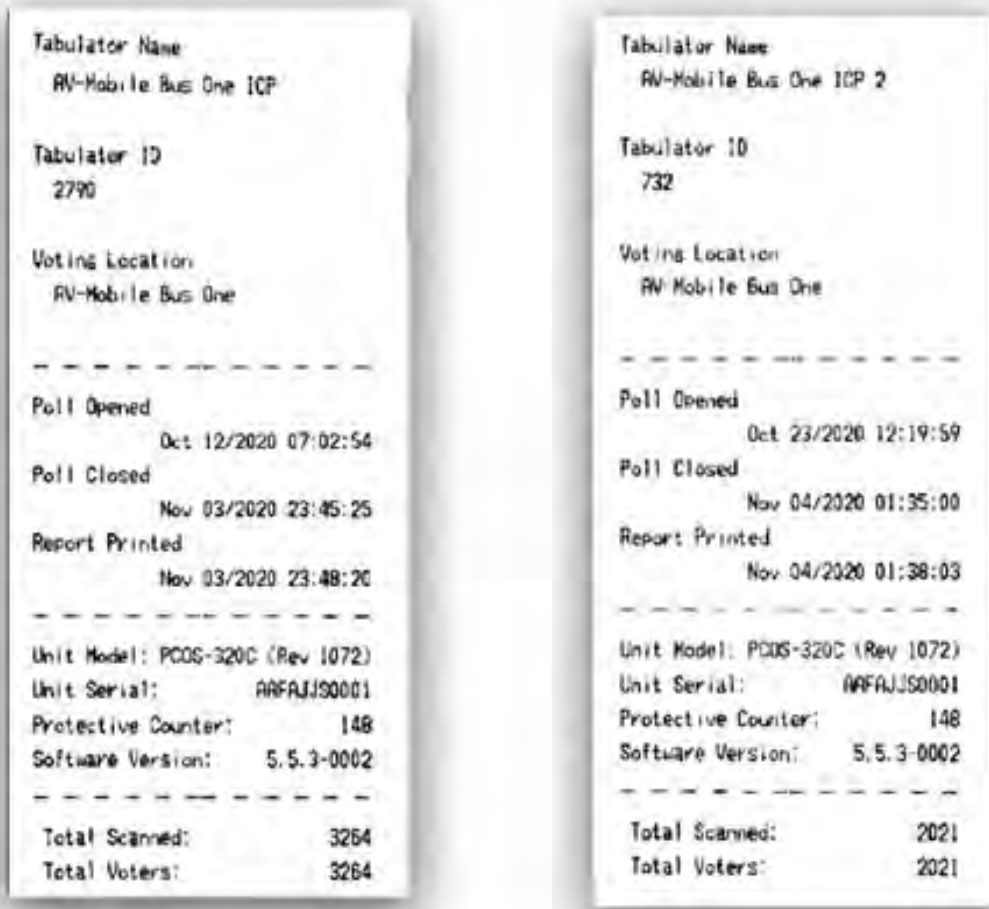 Tabulator Name
AV-Mobile Bus One ICP
Tabulator ID
2790
Voting Location
AV-Mobile Bus One
Poll Opened
Oct 12/2020 07:02:54
Poll Closed
Nov 03/2020 23:45:25
Report Printed
Nov 03/2020 23:48:20
Unit Model: PCOS-320C (Rev 1072)
Unit Serial: AAFAJJS0001
Protective Counter: 148
Software Version: 5.5.3-0002
Total Scanned: 3264
Total Voters: 3264
Tabulator Name
AV-Mobile Bus One ICP 2
Tabulator ID
732
Voting Location
AV-Mobile Bus One
Poll Opened
Oct 23/2020 12:19:59
Poll Closed
Nov 04/2020 01:35:00
Report Printed
Nov 04/2020 01:38:03
Unit Model: PCOS-320C (Rev 1072)
Unit Serial: AAFAJJS0001
Protective Counter: 148
Software Version: 5.5.3-0002
Total Scanned: 2021
Total Voters: 2021